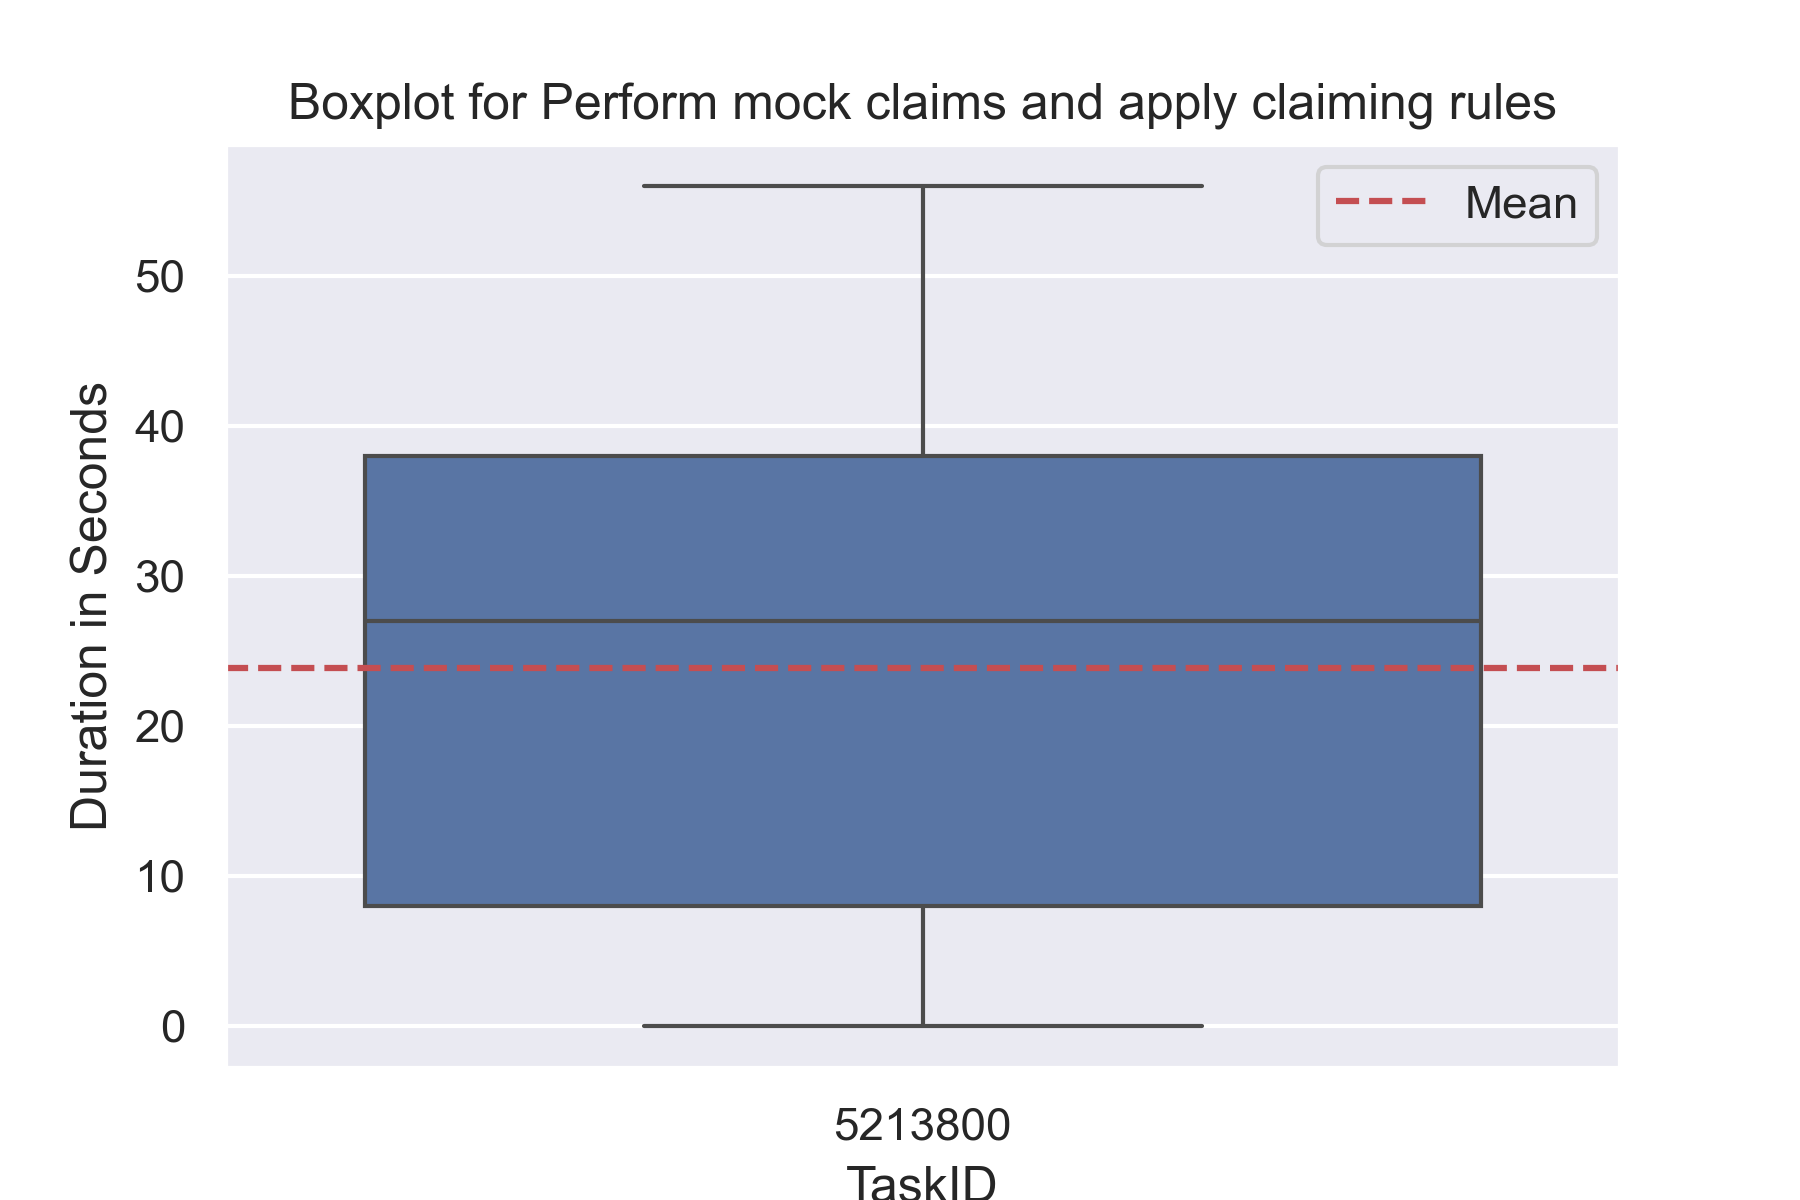 Boxplot for Perform mock claims and apply claiming rules
Mean
50
40
30
20
10
0
Duration in Seconds
5213800
TaskID